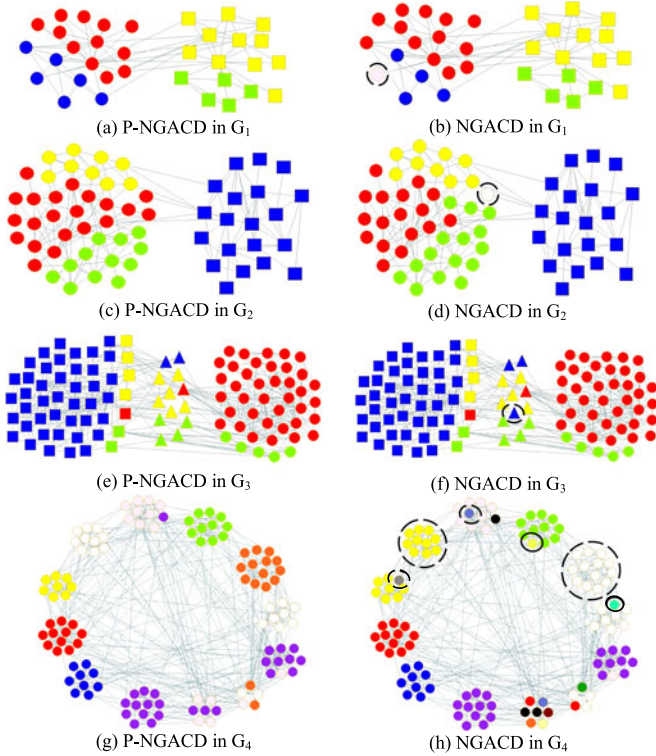 (a) P-NGACD in G₁
(b) NGACD in G₁
(c) P-NGACD in G₂
(d) NGACD in G₂
(e) P-NGACD in G₃
(f) NGACD in G₃
(g) P-NGACD in G₄
(h) NGACD in G₄